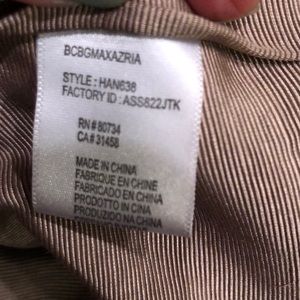 BCBGMAXAZRIA
STYLE : HAN638
FACTORY ID : ASS822JTK
RN # 80734
CA# 31458
MADE IN CHINA
FABRIQUE EN CHINE
FABRICADO EN CHINA
PRODOTTO IN CINA
PRODUZIDO NA CHINA